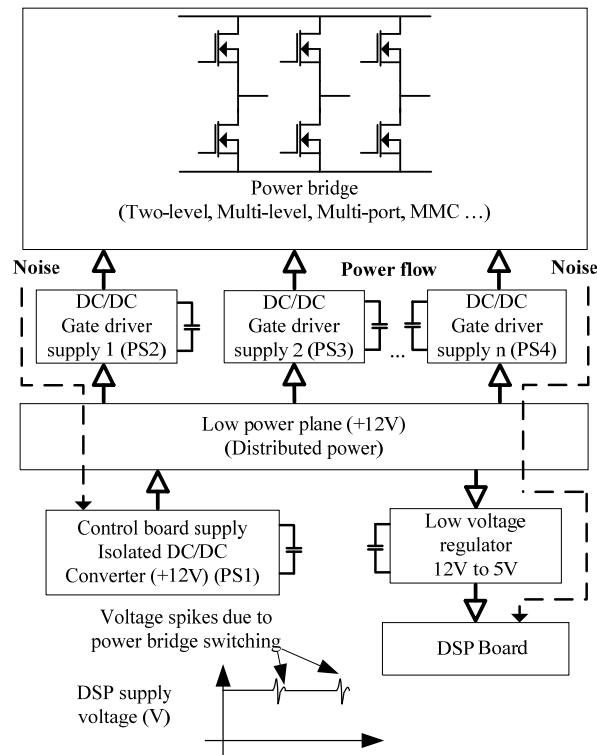 Power bridge
(Two-level, Multi-level, Multi-port, MMC …)
Noise
Power flow
Noise
DC/DC
Gate driver
supply 1 (PS2)
DC/DC
Gate driver
supply 2 (PS3)
...
DC/DC
Gate driver
supply n (PS4)
Low power plane (+12V)
(Distributed power)
Control board supply
Isolated DC/DC
Converter (+12V) (PS1)
Low voltage
regulator
12V to 5V
Voltage spikes due to
power bridge switching
DSP Board
DSP supply
voltage (V)